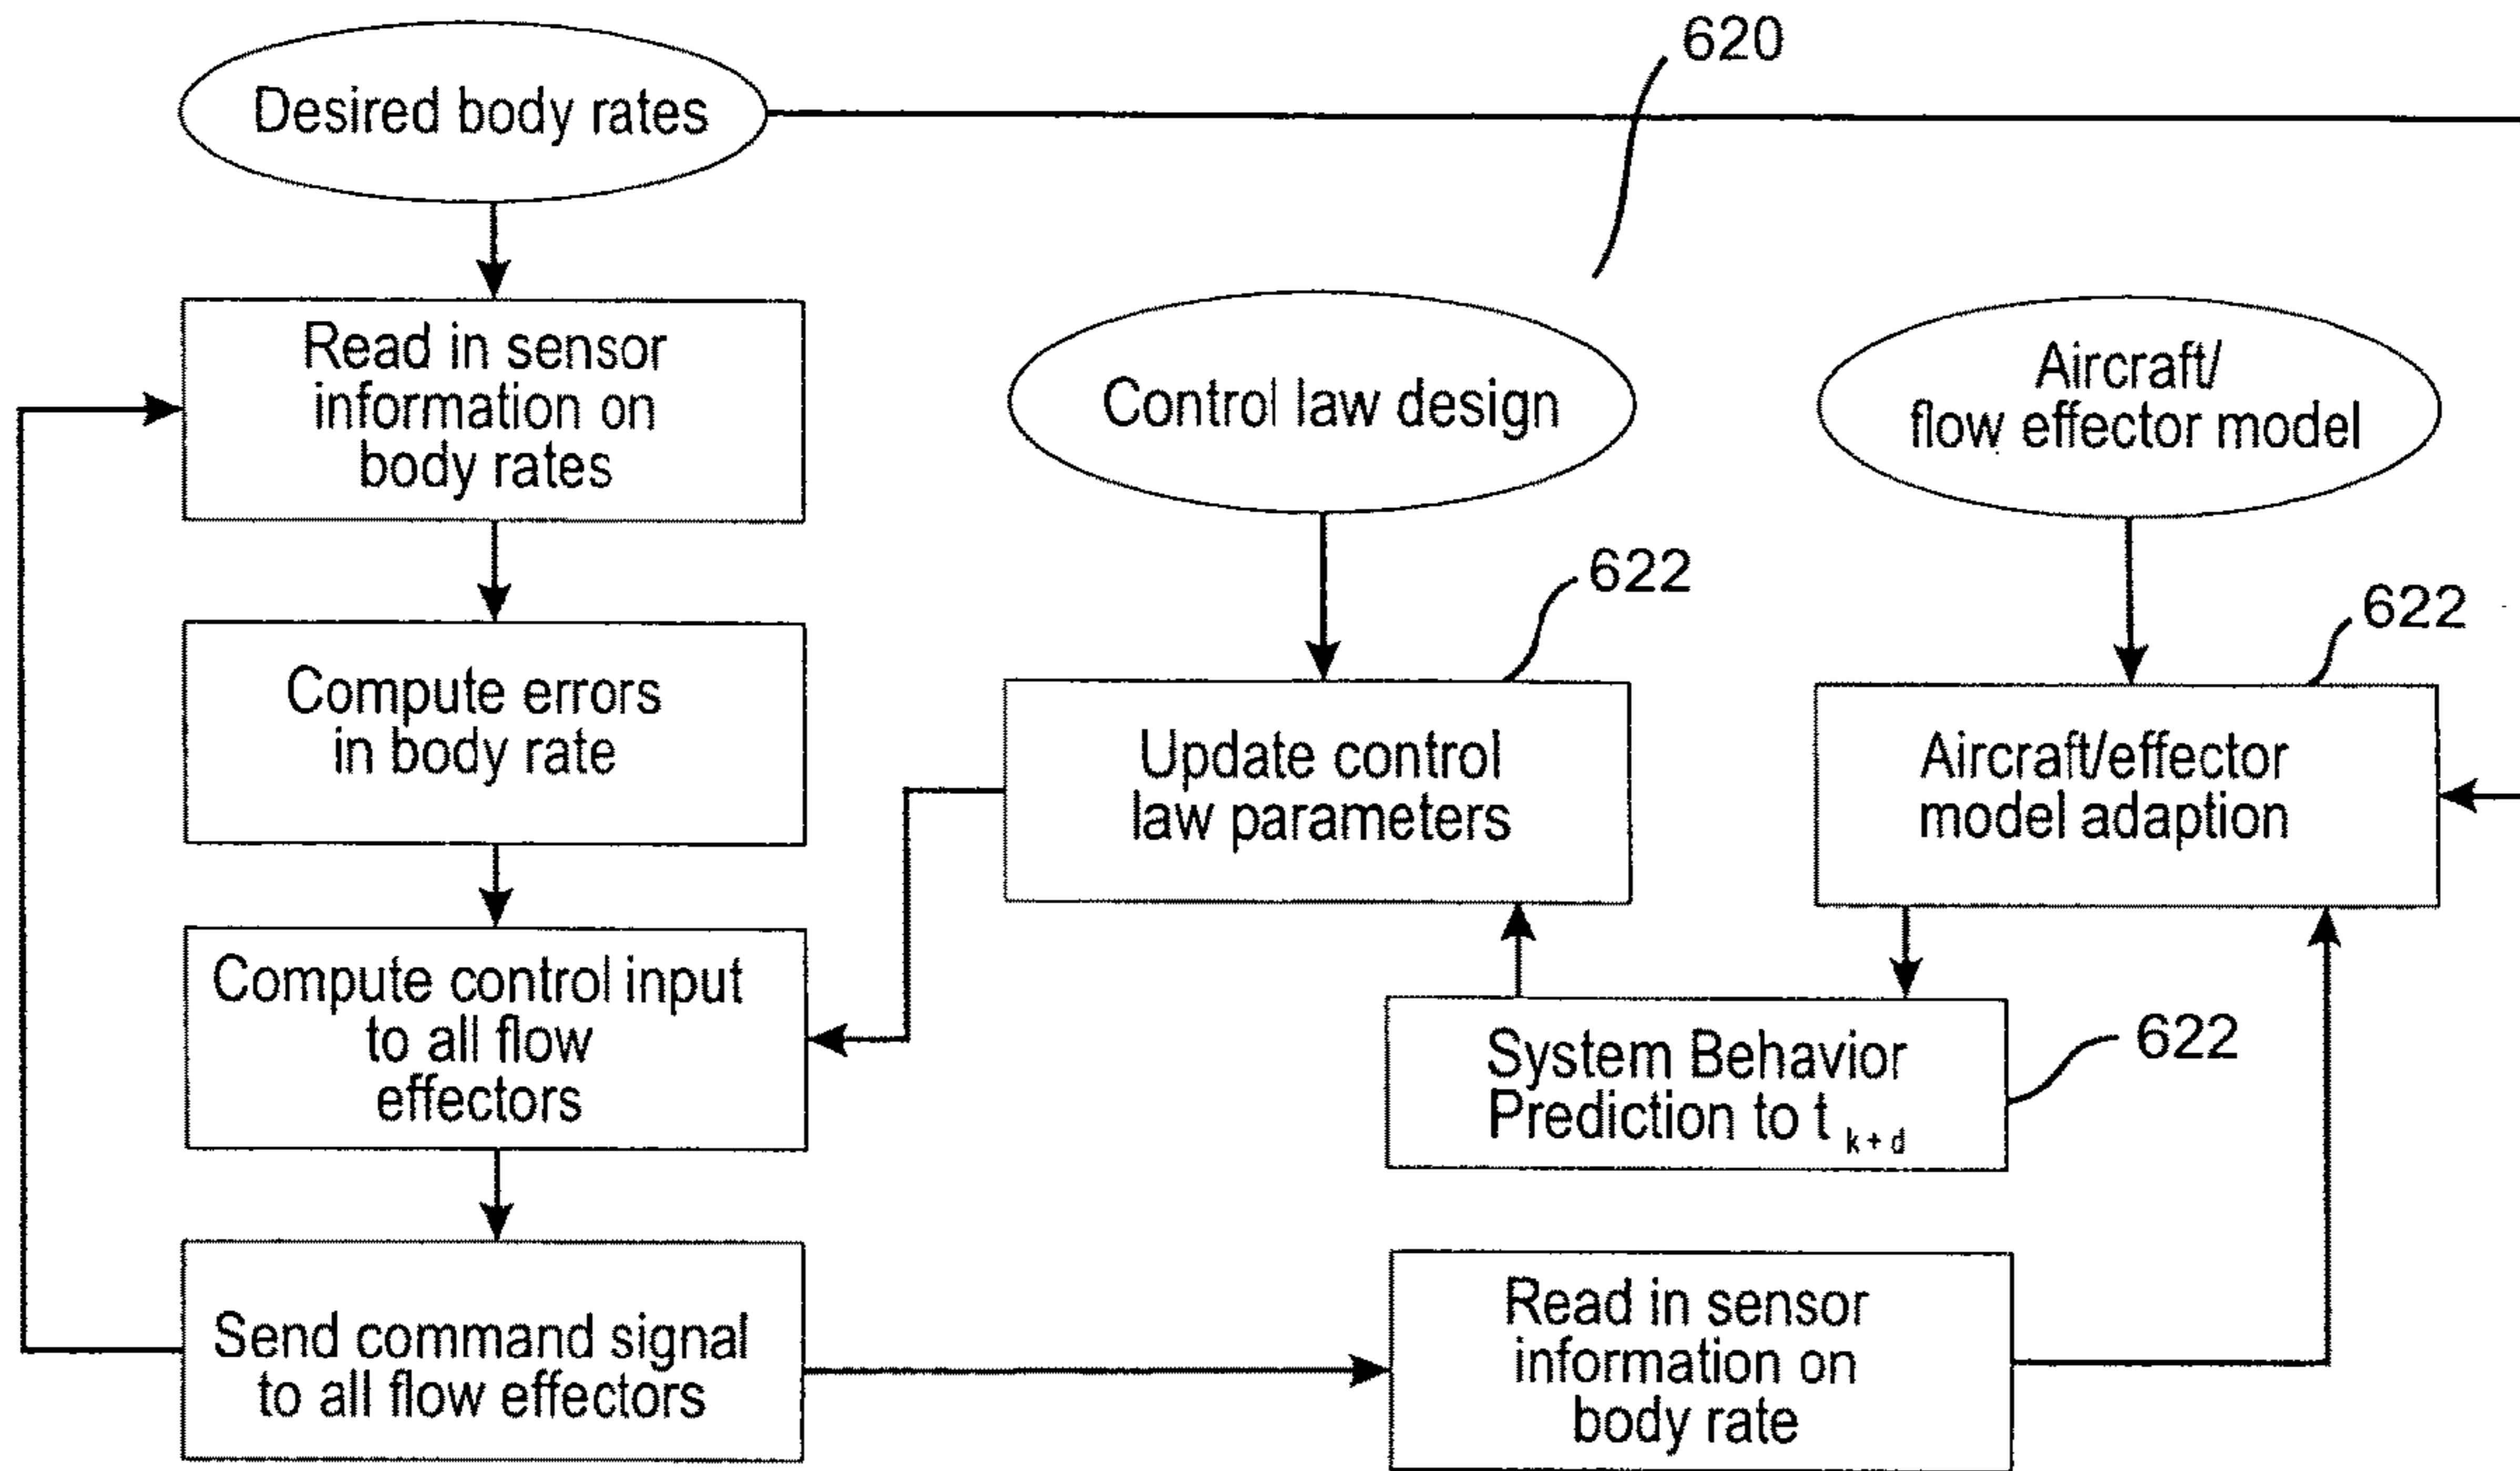 620
Desired body rates
Read in sensor
information on
body rates
Control law design
Aircraft/
flow effector model
622
622
Compute errors
in body rate
Update control
law parameters
Aircraft/effector
model adaption
Compute control input
to all flow
effectors
System Behavior
Prediction to t k + d
622
Send command signal
to all flow effectors
Read in sensor
information on
body rate